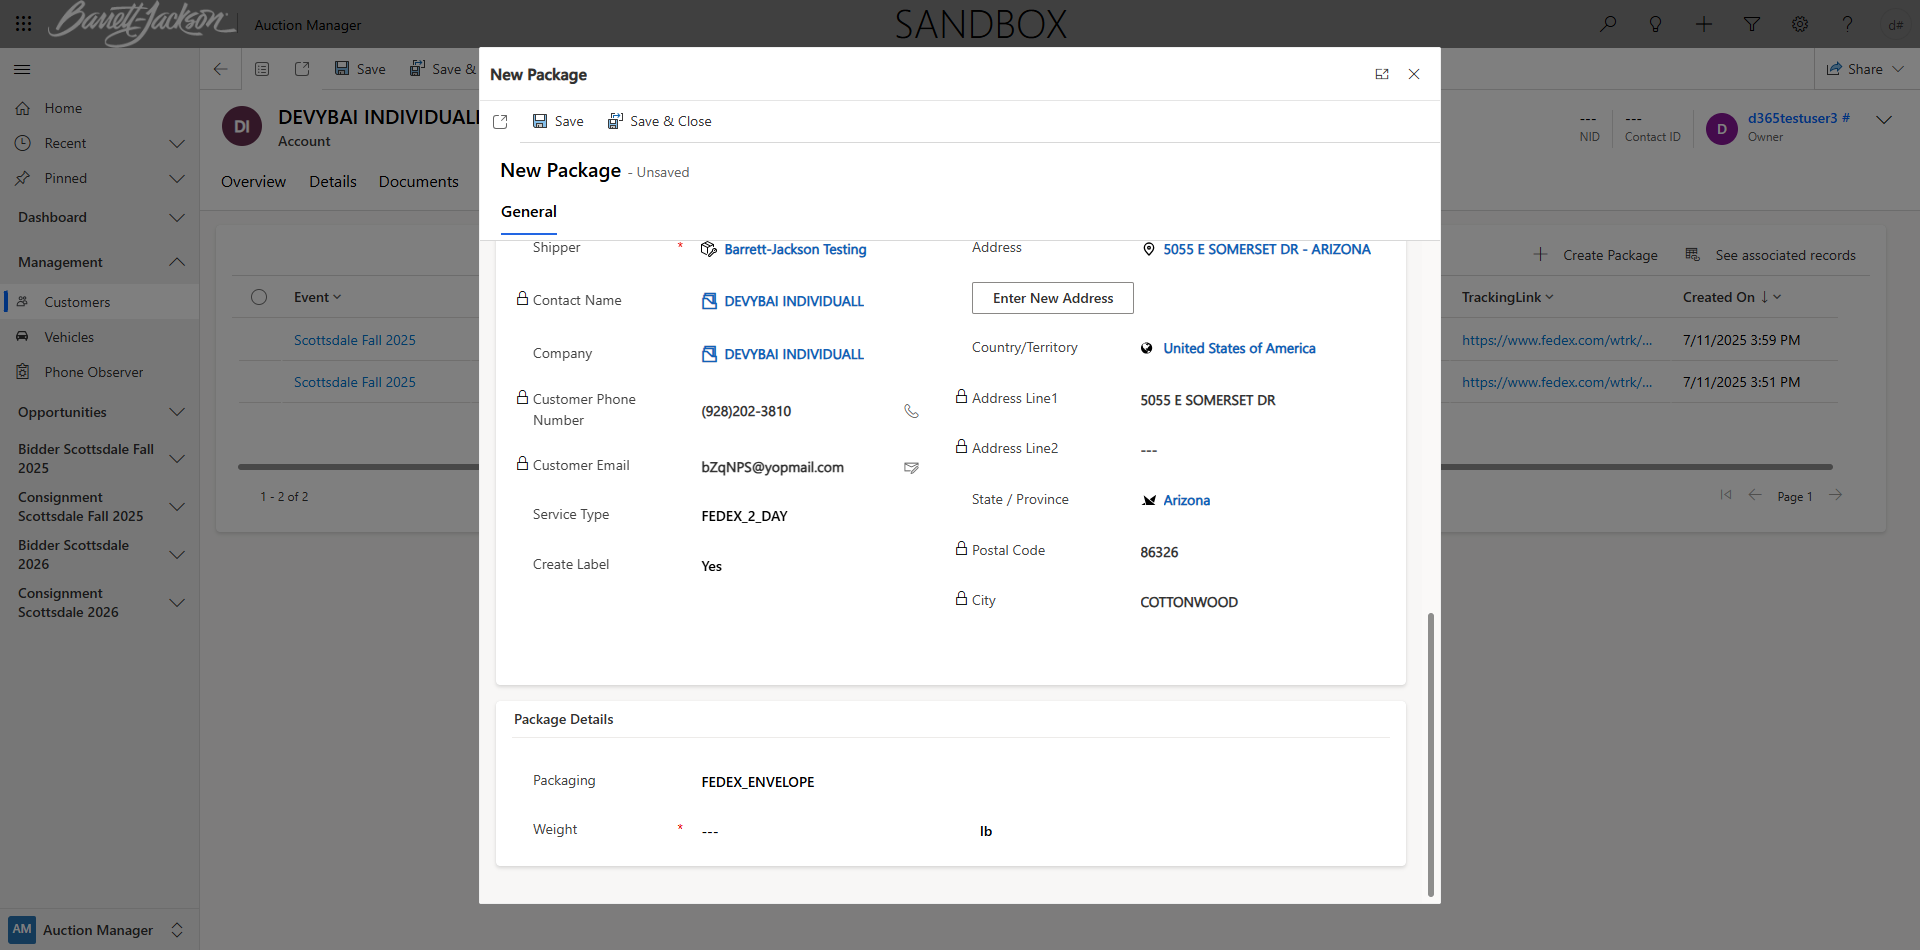 Barrett-Jackson
Auction Manager
SANDBOX
d#
Home
Recent
Pinned
Dashboard
Management
Customers
Vehicles
Phone Observer
Opportunities
Bidder Scottsdale Fall
2025
Consignment
Scottsdale Fall 2025
Bidder Scottsdale
2026
Consignment
Scottsdale 2026
AM
Auction Manager
Save
Save &
Share
DI
DEVYBAI INDIVIDUALL
Account
---
NID
---
Contact ID
D
d365testuser3 #
Owner
Overview
Details
Documents
Create Package
See associated records
Event
TrackingLink
Created On
Scottsdale Fall 2025
https://www.fedex.com/wtrk/...
7/11/2025 3:59 PM
Scottsdale Fall 2025
https://www.fedex.com/wtrk/...
7/11/2025 3:51 PM
1 - 2 of 2
Page 1
New Package
Save
Save & Close
New Package - Unsaved
General
Shipper
*
Barrett-Jackson Testing
Contact Name
DEVYBAI INDIVIDUALL
Company
DEVYBAI INDIVIDUALL
Customer Phone
Number
(928)202-3810
Customer Email
bZqNPS@yopmail.com
Service Type
FEDEX_2_DAY
Create Label
Yes
Address
5055 E SOMERSET DR - ARIZONA
Enter New Address
Country/Territory
United States of America
Address Line1
5055 E SOMERSET DR
Address Line2
---
State / Province
Arizona
Postal Code
86326
City
COTTONWOOD
Package Details
Packaging
FEDEX_ENVELOPE
Weight
*
---
lb